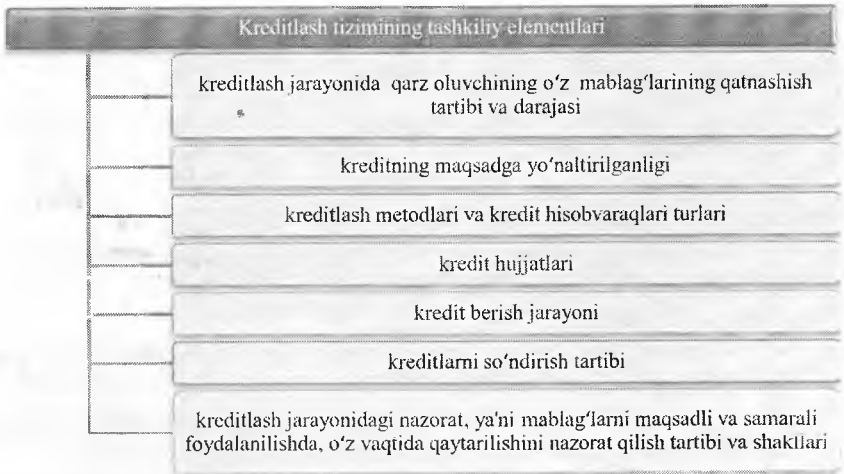 Kreditlash tizimining tashkiliy elementlari
kreditlash jarayonida qarz oluvchining o‘z mablag‘larining qatnashish
tartibi va darajasi
kreditning maqsadga yo‘naltirilganligi
kreditlash metodlari va kredit hisobvaraqlari turlari
kredit hujjatlari
kredit berish jarayoni
kreditlarni so‘ndirish tartibi
kreditlash jarayonidagi nazorat, ya'ni mablag‘larni maqsadli va samarali
foydalanilishda, o‘z vaqtida qaytarilishini nazorat qilish tartibi va shakllari